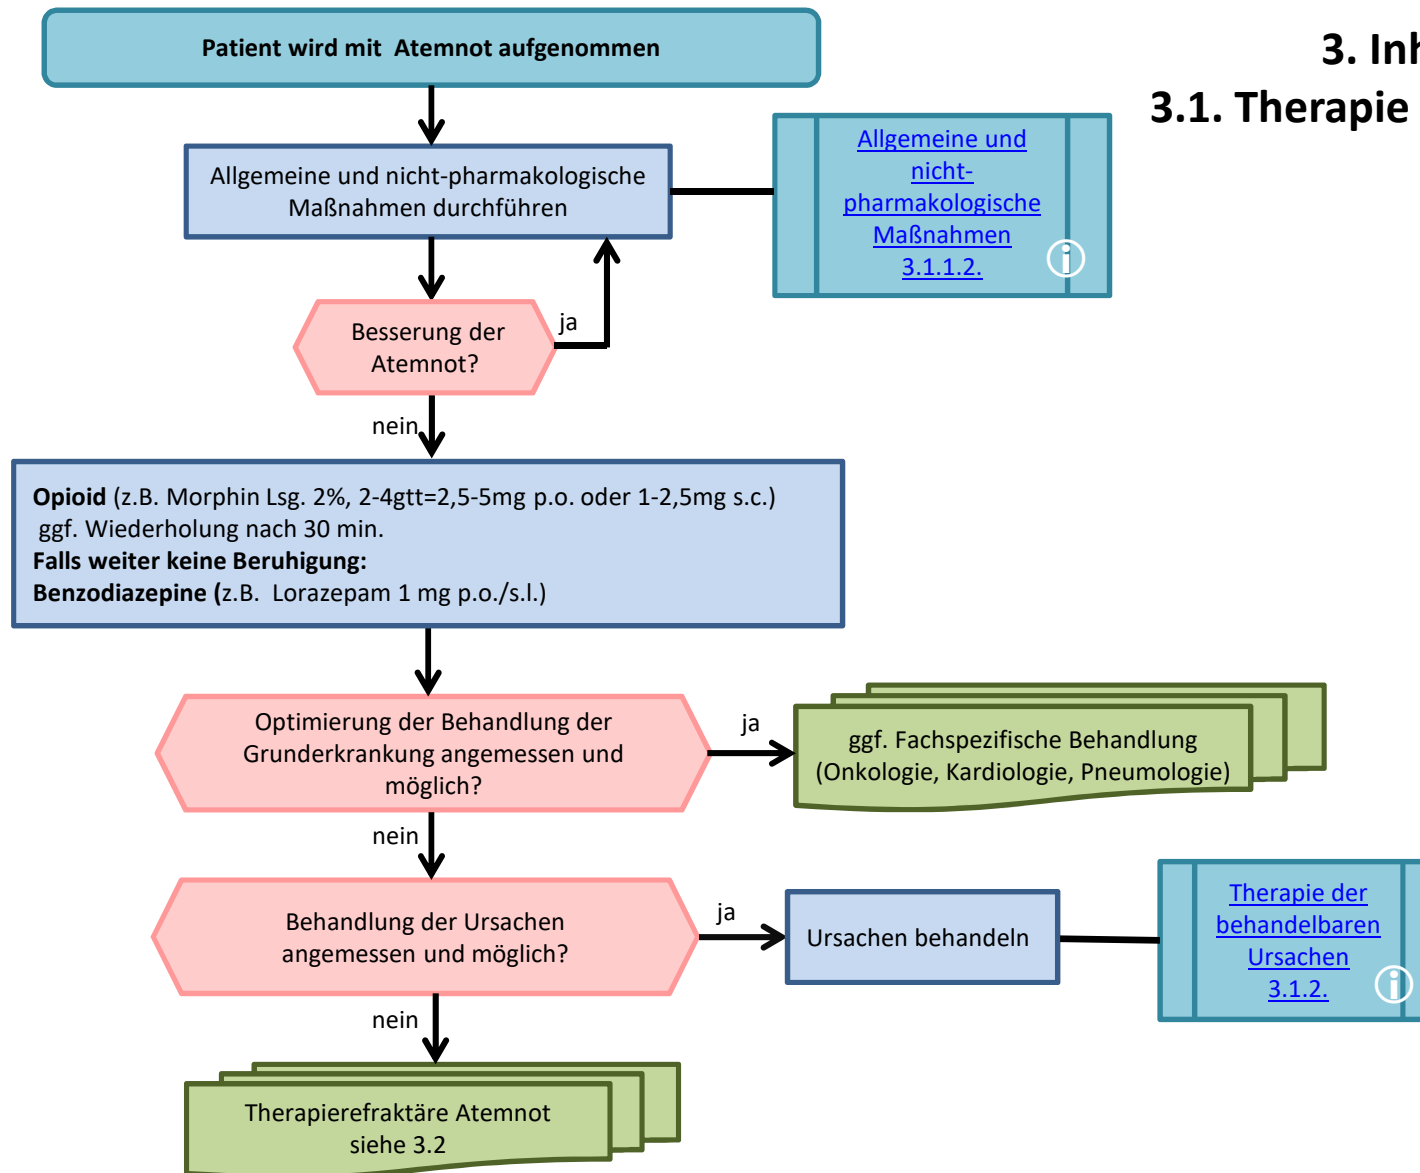 Patient wird mit Atemnot aufgenommen
3. Inh
3.1. Therapie
Allgemeine und nicht-pharmakologische
Maßnahmen durchführen
Allgemeine und
nicht-
pharmakologische
Maßnahmen
3.1.1.2.
Besserung der
Atemnot?
ja
nein
Opioid (z.B. Morphin Lsg. 2%, 2-4gtt=2,5-5mg p.o. oder 1-2,5mg s.c.)
ggf. Wiederholung nach 30 min.
Falls weiter keine Beruhigung:
Benzodiazepine (z.B. Lorazepam 1 mg p.o./s.l.)
Optimierung der Behandlung der
Grunderkrankung angemessen und
möglich?
ja
ggf. Fachspezifische Behandlung
(Onkologie, Kardiologie, Pneumologie)
nein
Behandlung der Ursachen
angemessen und möglich?
ja
Ursachen behandeln
Therapie der
behandelbaren
Ursachen
3.1.2.
nein
Therapierefraktäre Atemnot
siehe 3.2